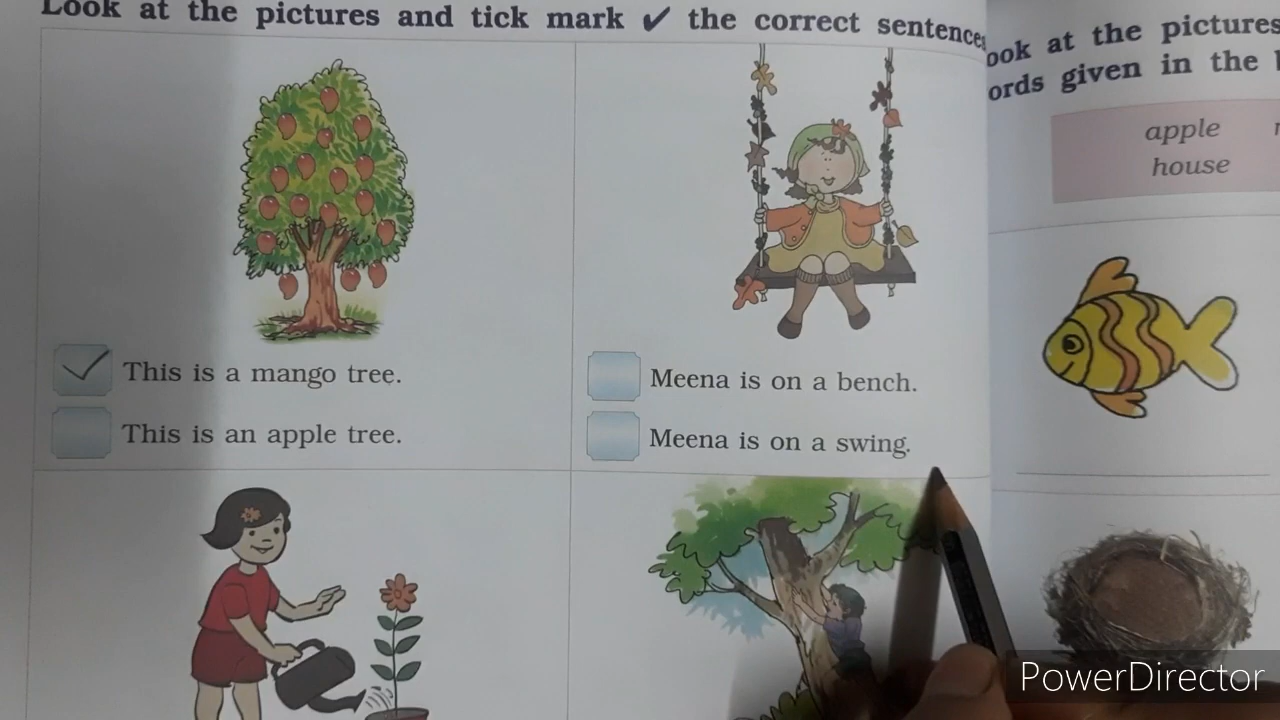 Look at the pictures and tick mark ✔ the correct sentences
This is a mango tree.
This is an apple tree.
Meena is on a bench.
Meena is on a swing.
ook at the pictures
ords given in the
apple
house
PowerDirector